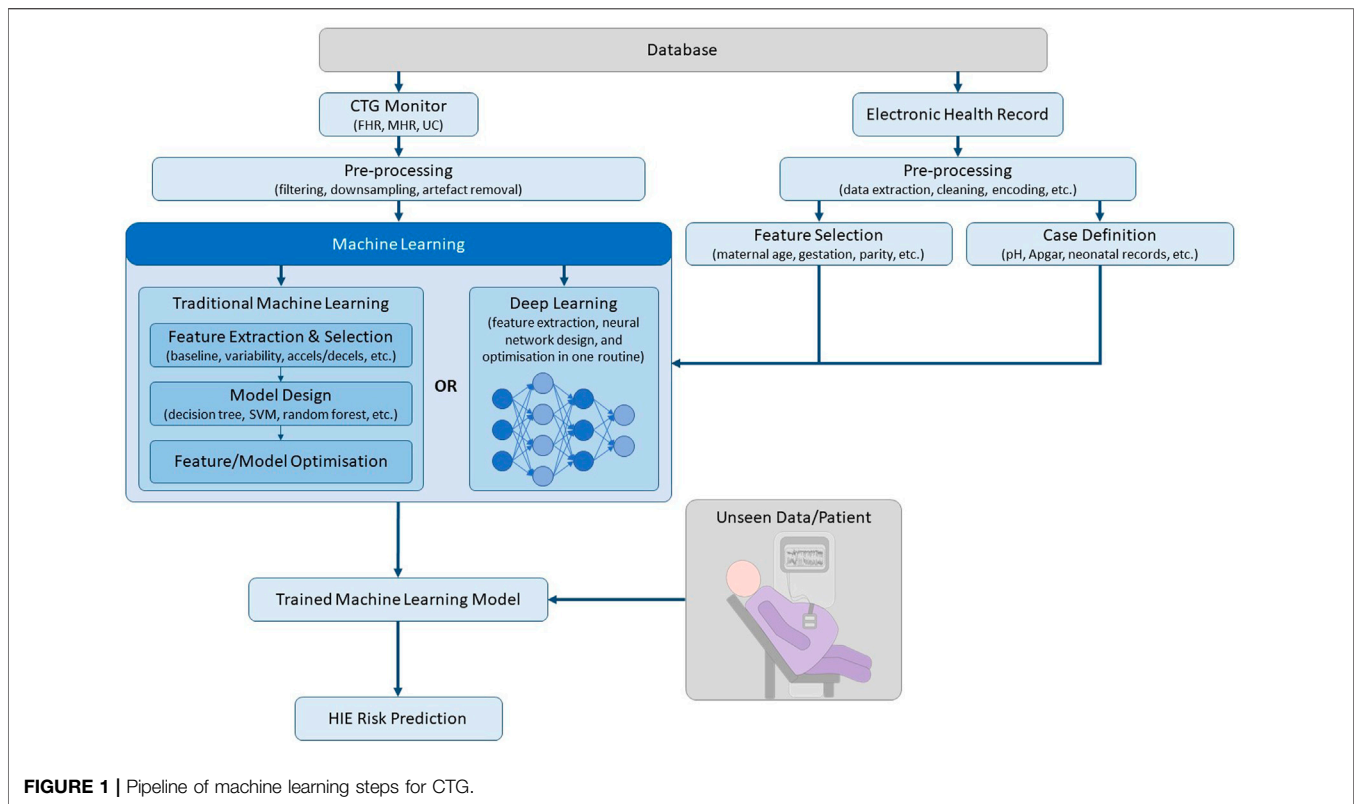 Database
CTG Monitor
(FHR, MHR, UC)
Electronic Health Record
Pre-processing
(filtering, downsampling, artefact removal)
Pre-processing
(data extraction, cleaning, encoding, etc.)
Machine Learning
Feature Selection
(maternal age, gestation, parity, etc.)
Case Definition
(pH, Apgar, neonatal records, etc.)
Traditional Machine Learning
Feature Extraction & Selection
(baseline, variability, accels/decels, etc.)
Model Design
(decision tree, SVM, random forest, etc.)
Feature/Model Optimisation
OR
Deep Learning
(feature extraction, neural
network design, and
optimisation in one routine)
Unseen Data/Patient
Trained Machine Learning Model
HIE Risk Prediction
FIGURE 1 | Pipeline of machine learning steps for CTG.